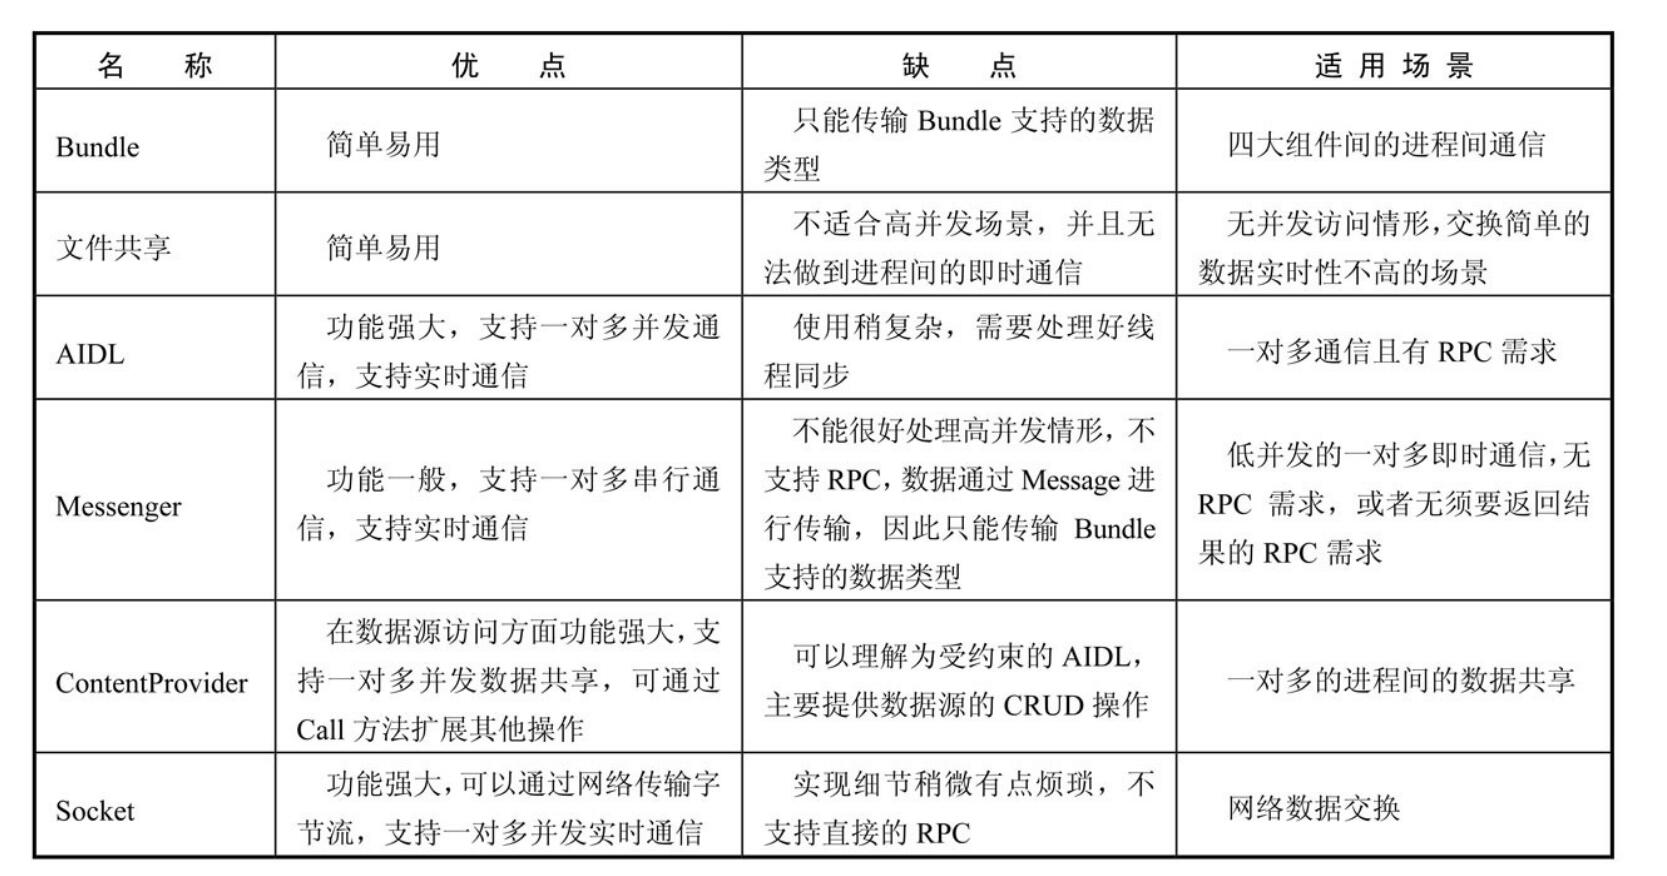 名 称 优 点 缺 点 适 用 场 景
Bundle
简单易用
只能传输 Bundle 支持的数据
类型
四大组件间的进程间通信
文件共享
简单易用
不适合高并发场景，并且无
法做到进程间的即时通信
无并发访问情形，交换简单的
数据实时性不高的场景
AIDL
功能强大，支持一对多并发通
信，支持实时通信
使用稍复杂，需要处理好线
程同步
一对多通信且有 RPC 需求
Messenger
功能一般，支持一对多串行通
信，支持实时通信
不能很好处理高并发情形，不
支持 RPC，数据通过 Message 进
行传输，因此只能传输 Bundle
支持的数据类型
低并发的一对多即时通信，无
RPC 需求，或者无须要返回结
果的 RPC 需求
ContentProvider
在数据源访问方面功能强大，支
持一对多并发数据共享，可通过
Call 方法扩展其他操作
可以理解为受约束的 AIDL，
主要提供数据源的 CRUD 操作
一对多的进程间的数据共享
Socket
功能强大，可以通过网络传输字
节流，支持一对多并发实时通信
实现细节稍微有点烦琐，不
支持直接的 RPC
网络数据交换